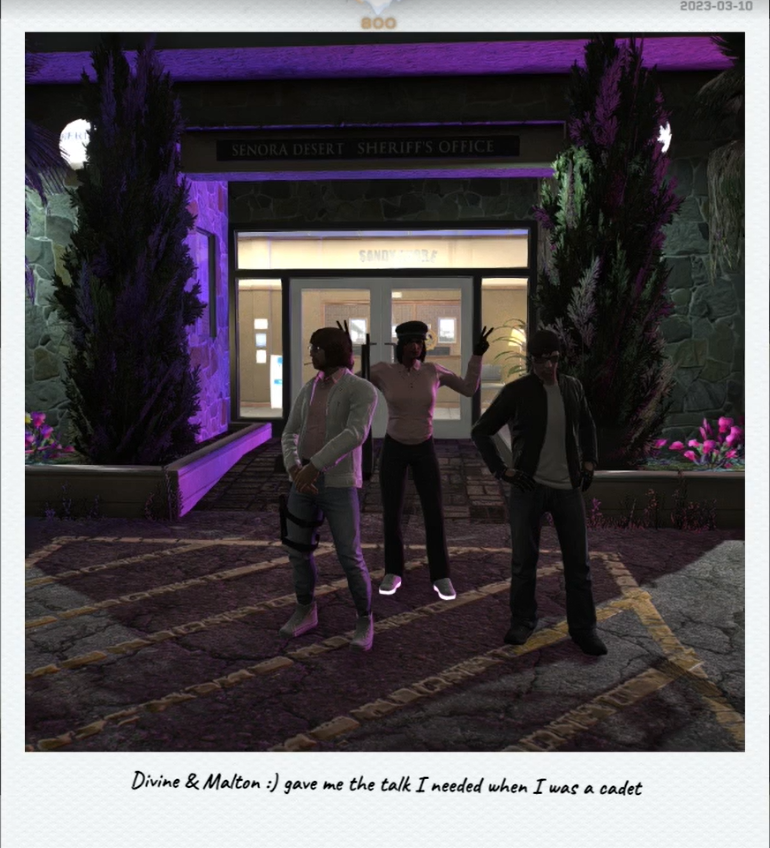 2023-03-10
800
SENORA DESERT SHERIFF'S OFFICE
Divine & Malton :) gave me the talk I needed when I was a cadet